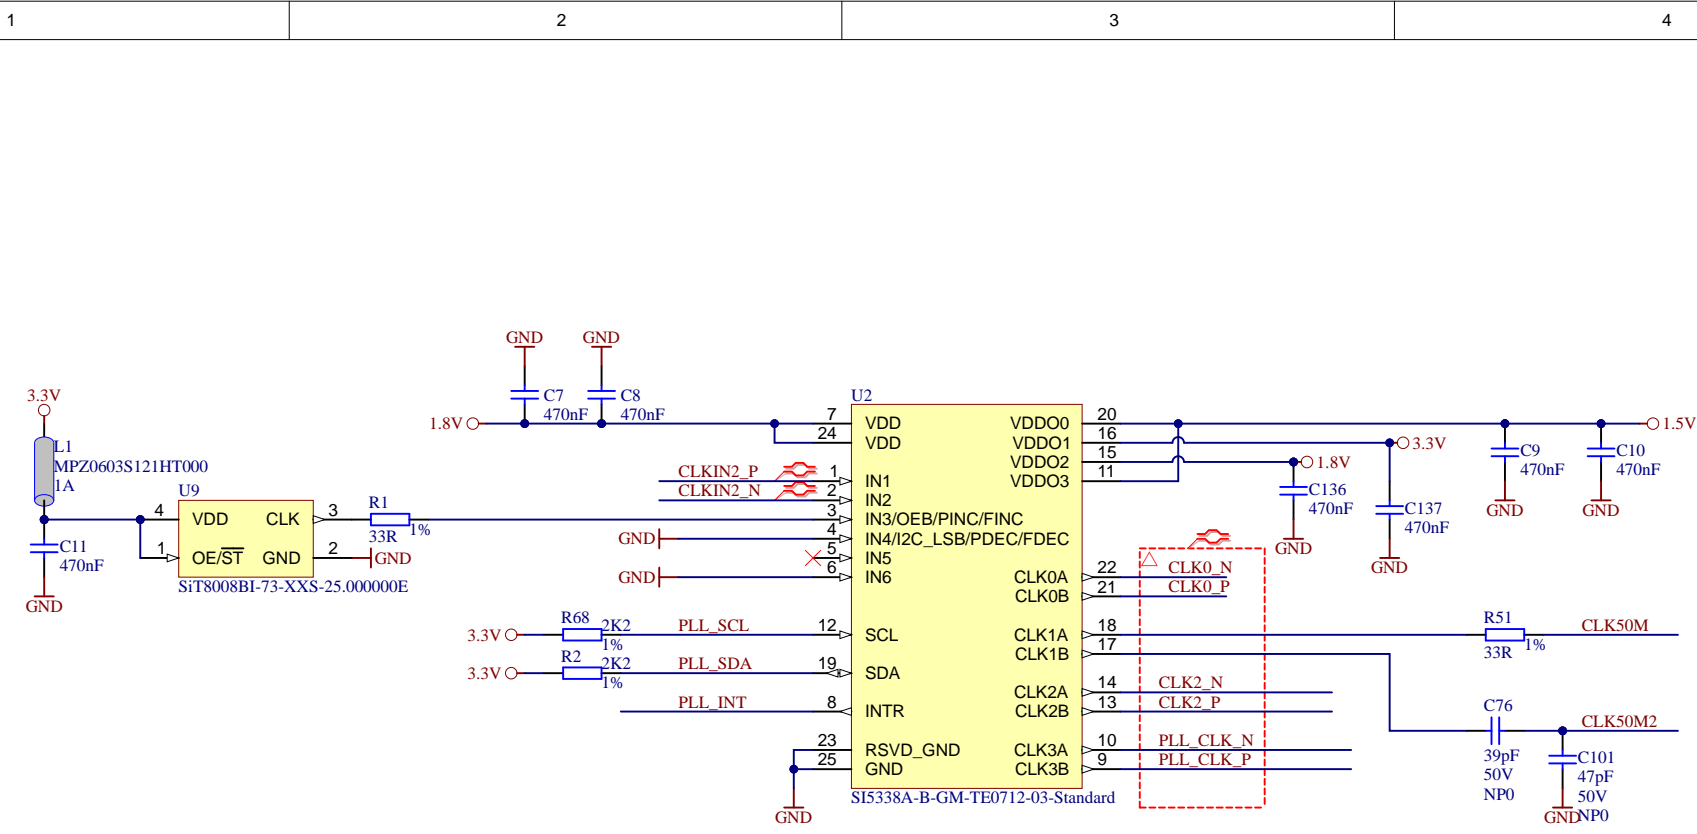 1 2 3 4
GND GND
3.3V
C7
470nF
C8
470nF
1.8V
L1
MPZ0603S121HT000
1A
C11
470nF
GND
U9
4 VDD CLK 3
1 OE/ST GND 2 GND
SiT8008BI-73-XXS-25.000000E
R1
33R 1%
CLKIN2_P
CLKIN2_N
GND
GND
3.3V R68 2K2 1% PLL_SCL
3.3V R2 2K2 1% PLL_SDA
PLL_INT
GND
U2
7 VDD VDDO0 20
24 VDD VDDO1 16
VDDO2 15
1 IN1 VDDO3 11
2 IN2
3 IN3/OEB/PINC/FINC
4 IN4/I2C_LSB/PDEC/FDEC
5 IN5
6 IN6 CLK0A 22 CLK0_N
CLK0B 21 CLK0_P
12 SCL CLK1A 18
CLK1B 17
19 SDA
CLK2A 14 CLK2_N
8 INTR CLK2B 13 CLK2_P
23 RSVD_GND CLK3A 10 PLL_CLK_N
25 GND CLK3B 9 PLL_CLK_P
SI5338A-B-GM-TE0712-03-Standard
1.5V
3.3V
1.8V
C136
470nF
GND
C137
470nF
GND
C9
470nF
GND
C10
470nF
GND
R51
33R 1%
CLK50M
C76
39pF
50V
NP0
CLK50M2
C101
47pF
50V
NP0
GND